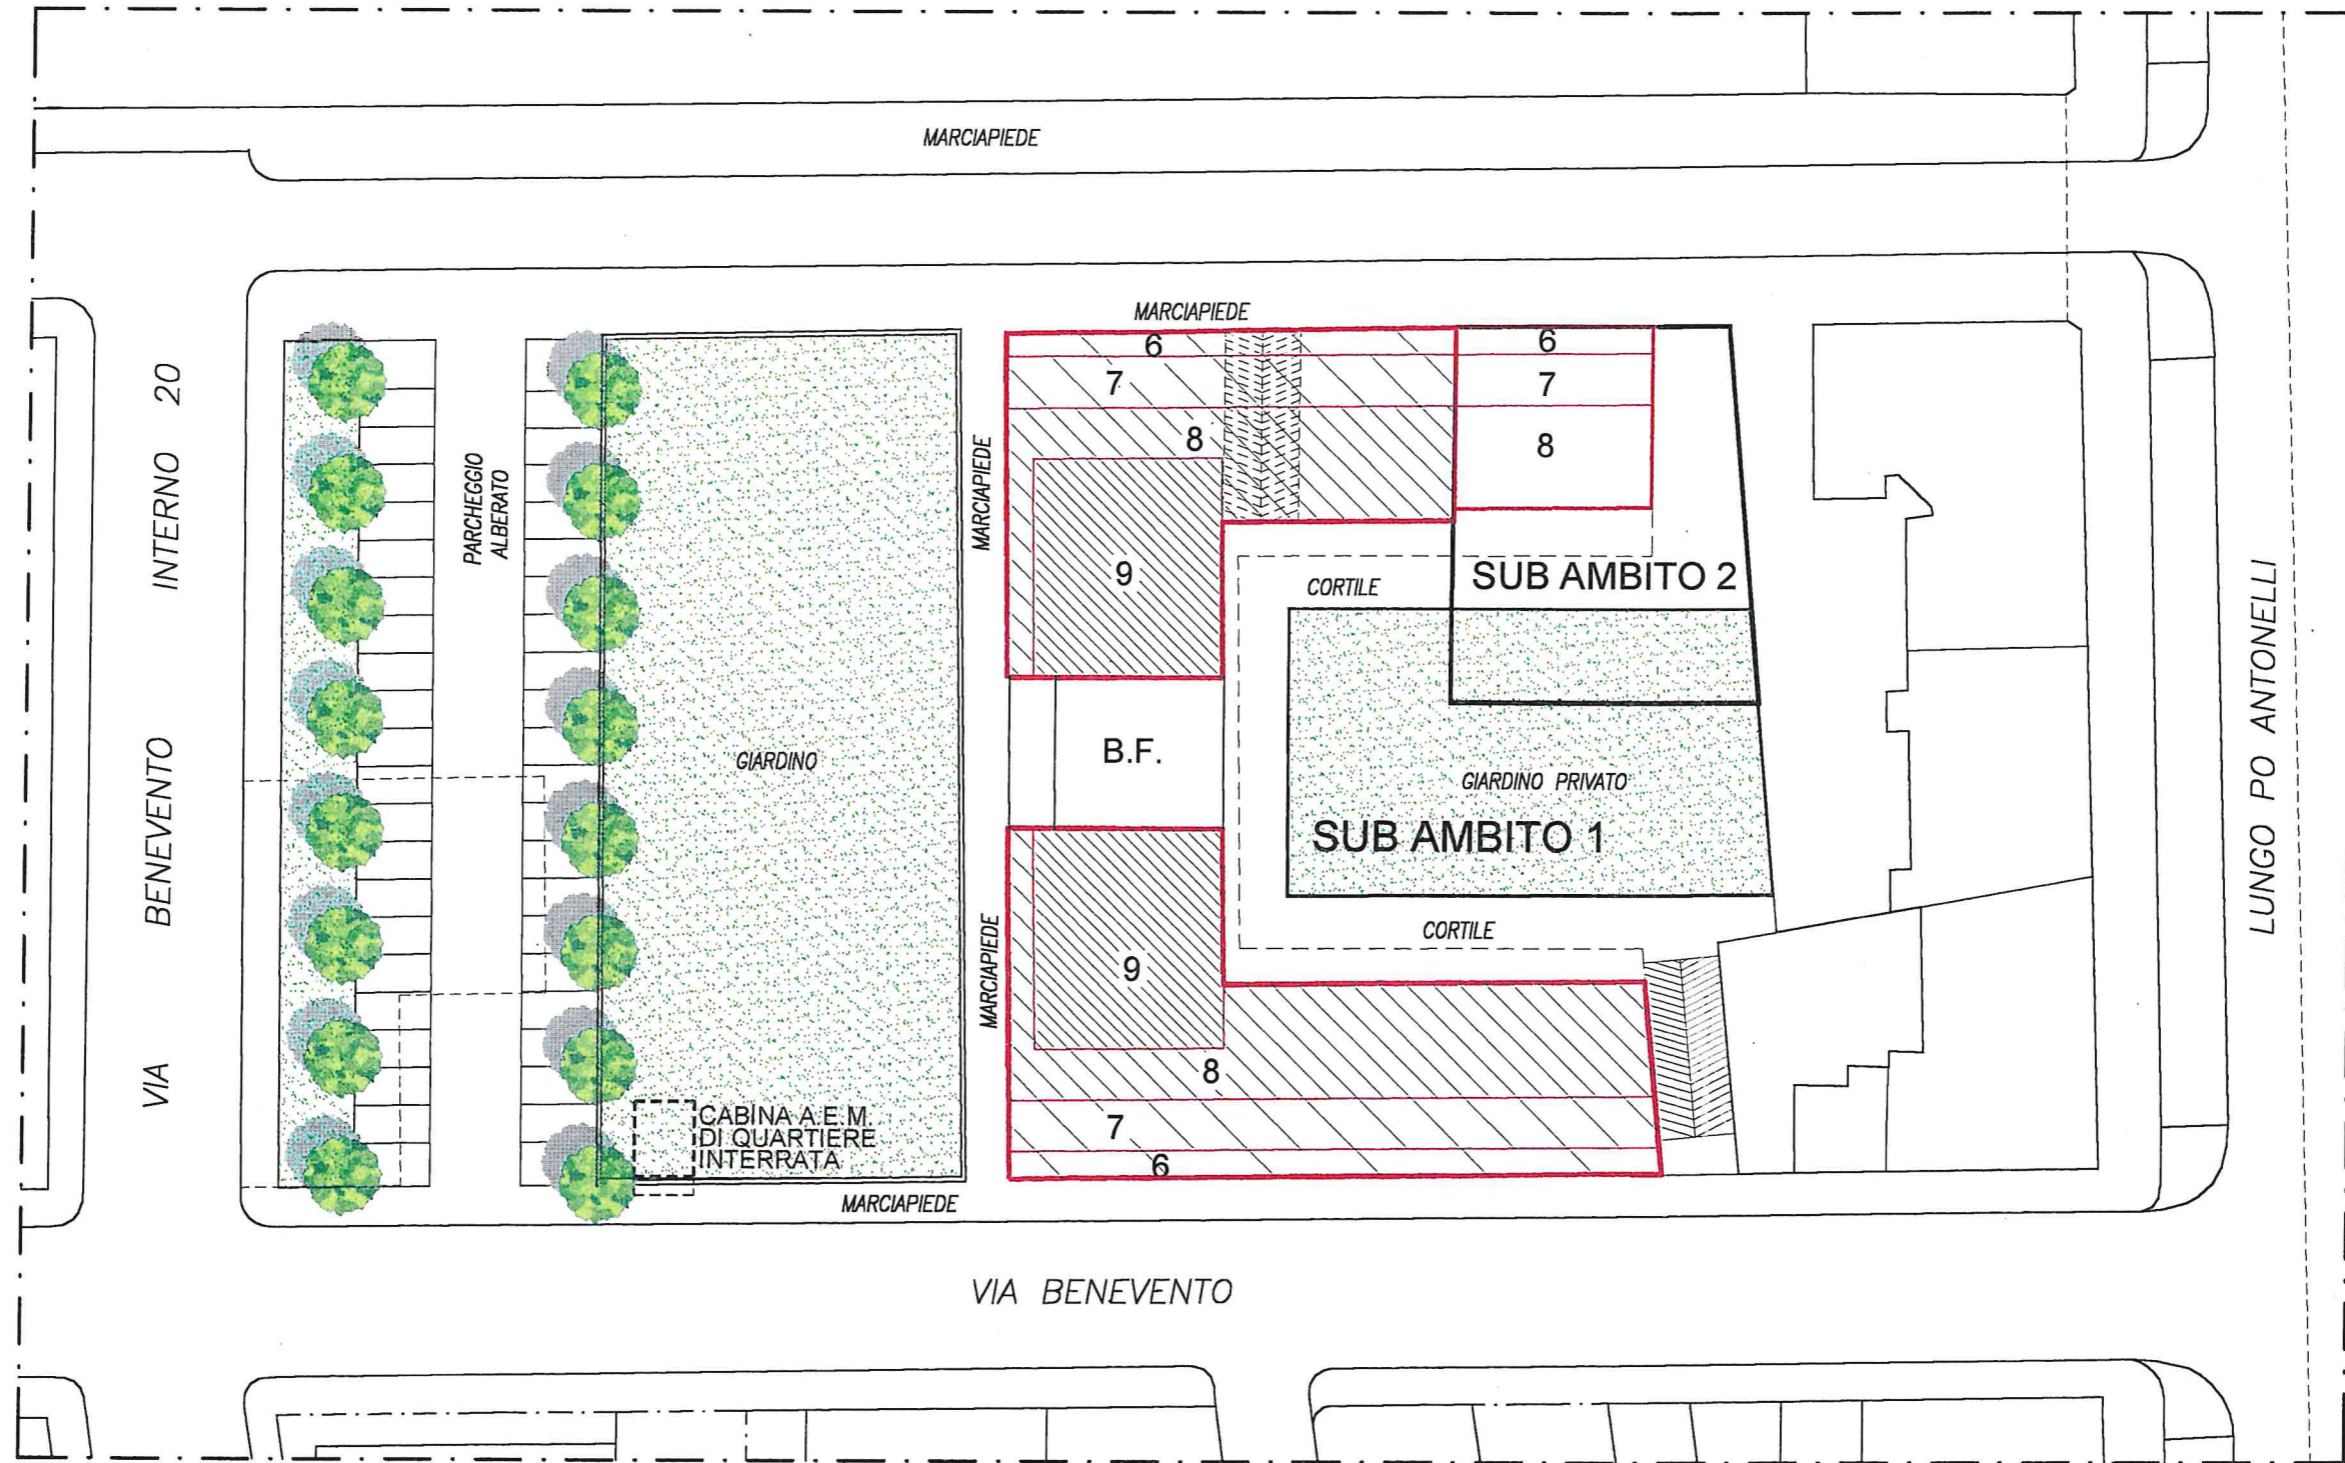 MARCIAPIEDE
MARCIAPIEDE
6
7
8
9
6
7
8
VIA BENEVENTO INTERNO 20
PARCHEGGIO
ALBERATO
MARCIAPIEDE
CORTILE
SUB AMBITO 2
GIARDINO
B.F.
GIARDINO PRIVATO
SUB AMBITO 1
LUNGO PO ANTONELLI
CORTILE
MARCIAPIEDE
9
8
7
6
CABINA A.E.M.
DI QUARTIERE
INTERRATA
MARCIAPIEDE
VIA BENEVENTO